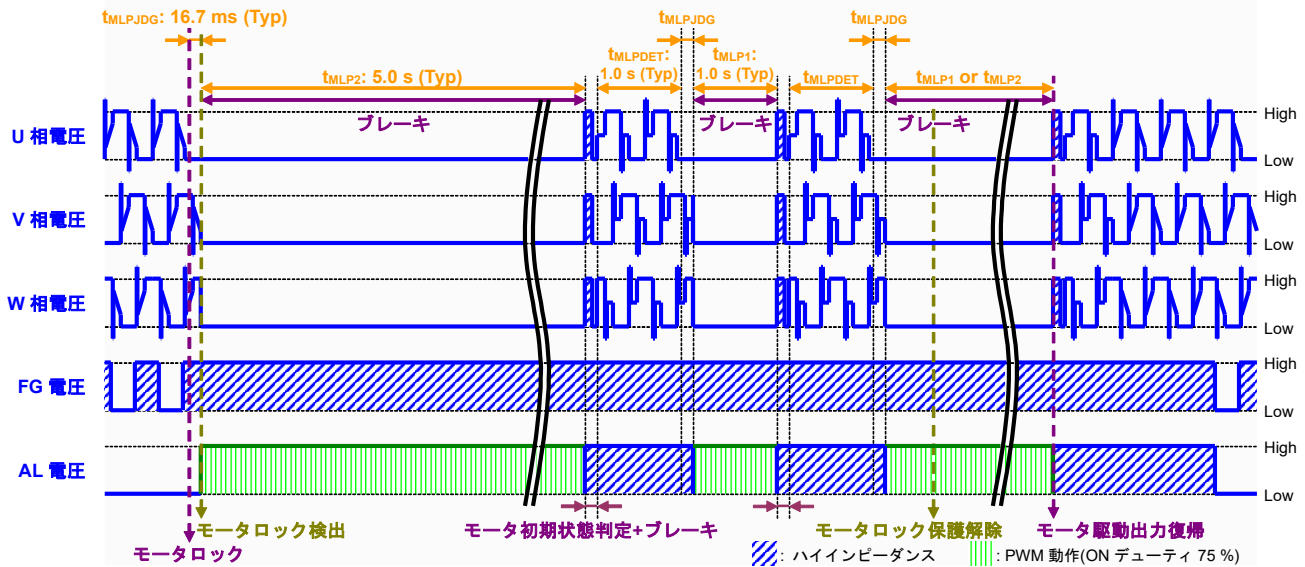 tMLPJDG: 16.7 ms (Typ)
tMLPJDG
tMLPJDG
tMLP2: 5.0 s (Typ)
tMLPDET:
1.0 s (Typ)
tMLP1:
1.0 s (Typ)
tMLPDET
tMLP1 or tMLP2
ブレーキ
ブレーキ
ブレーキ
U 相電圧
High
Low
V 相電圧
High
Low
W 相電圧
High
Low
FG 電圧
High
Low
AL 電圧
High
Low
モータロック検出
モータ初期状態判定+ブレーキ
モータロック保護解除
モータ駆動出力復帰
モータロック
: ハイインピーダンス
: PWM 動作(ON デューティ 75 %)